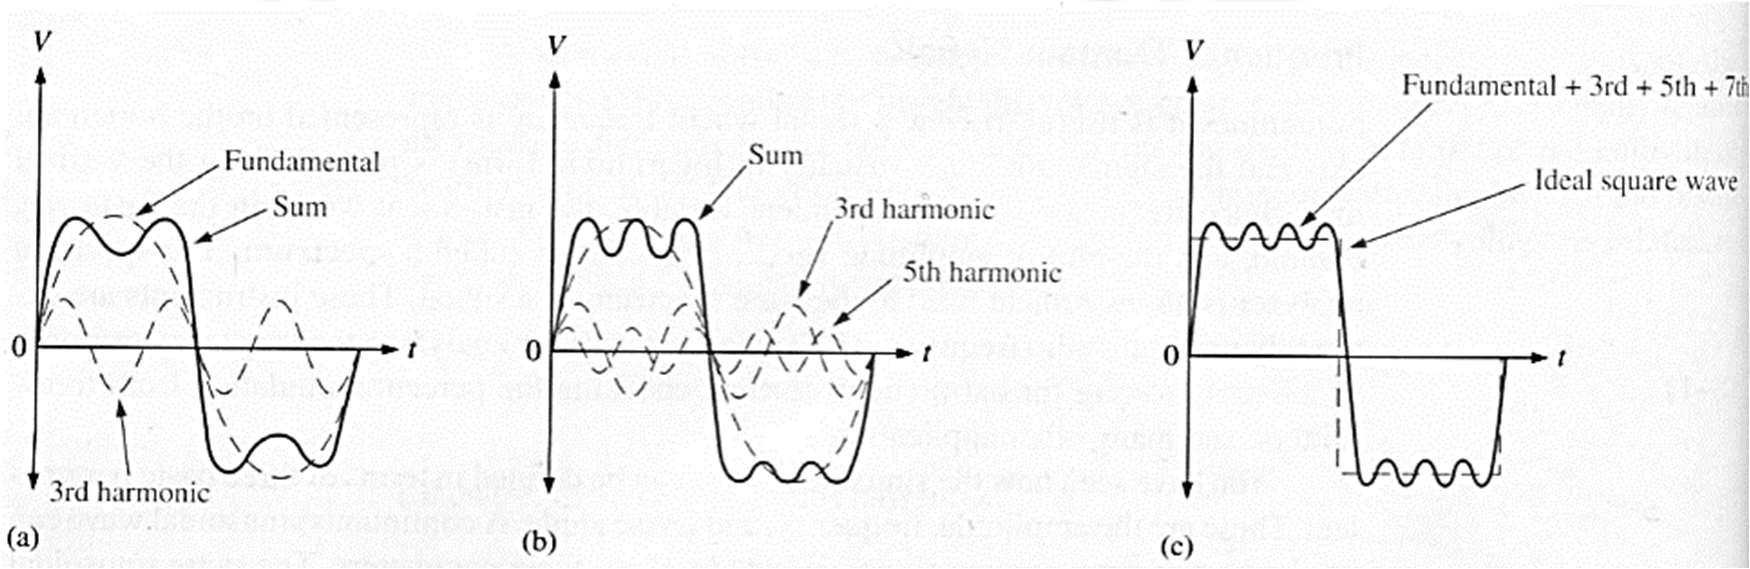 V
Fundamental
Sum
0
t
3rd harmonic
(a)
V
Sum
3rd harmonic
5th harmonic
0
t
(b)
V
Fundamental + 3rd + 5th + 7th
Ideal square wave
0
t
(c)